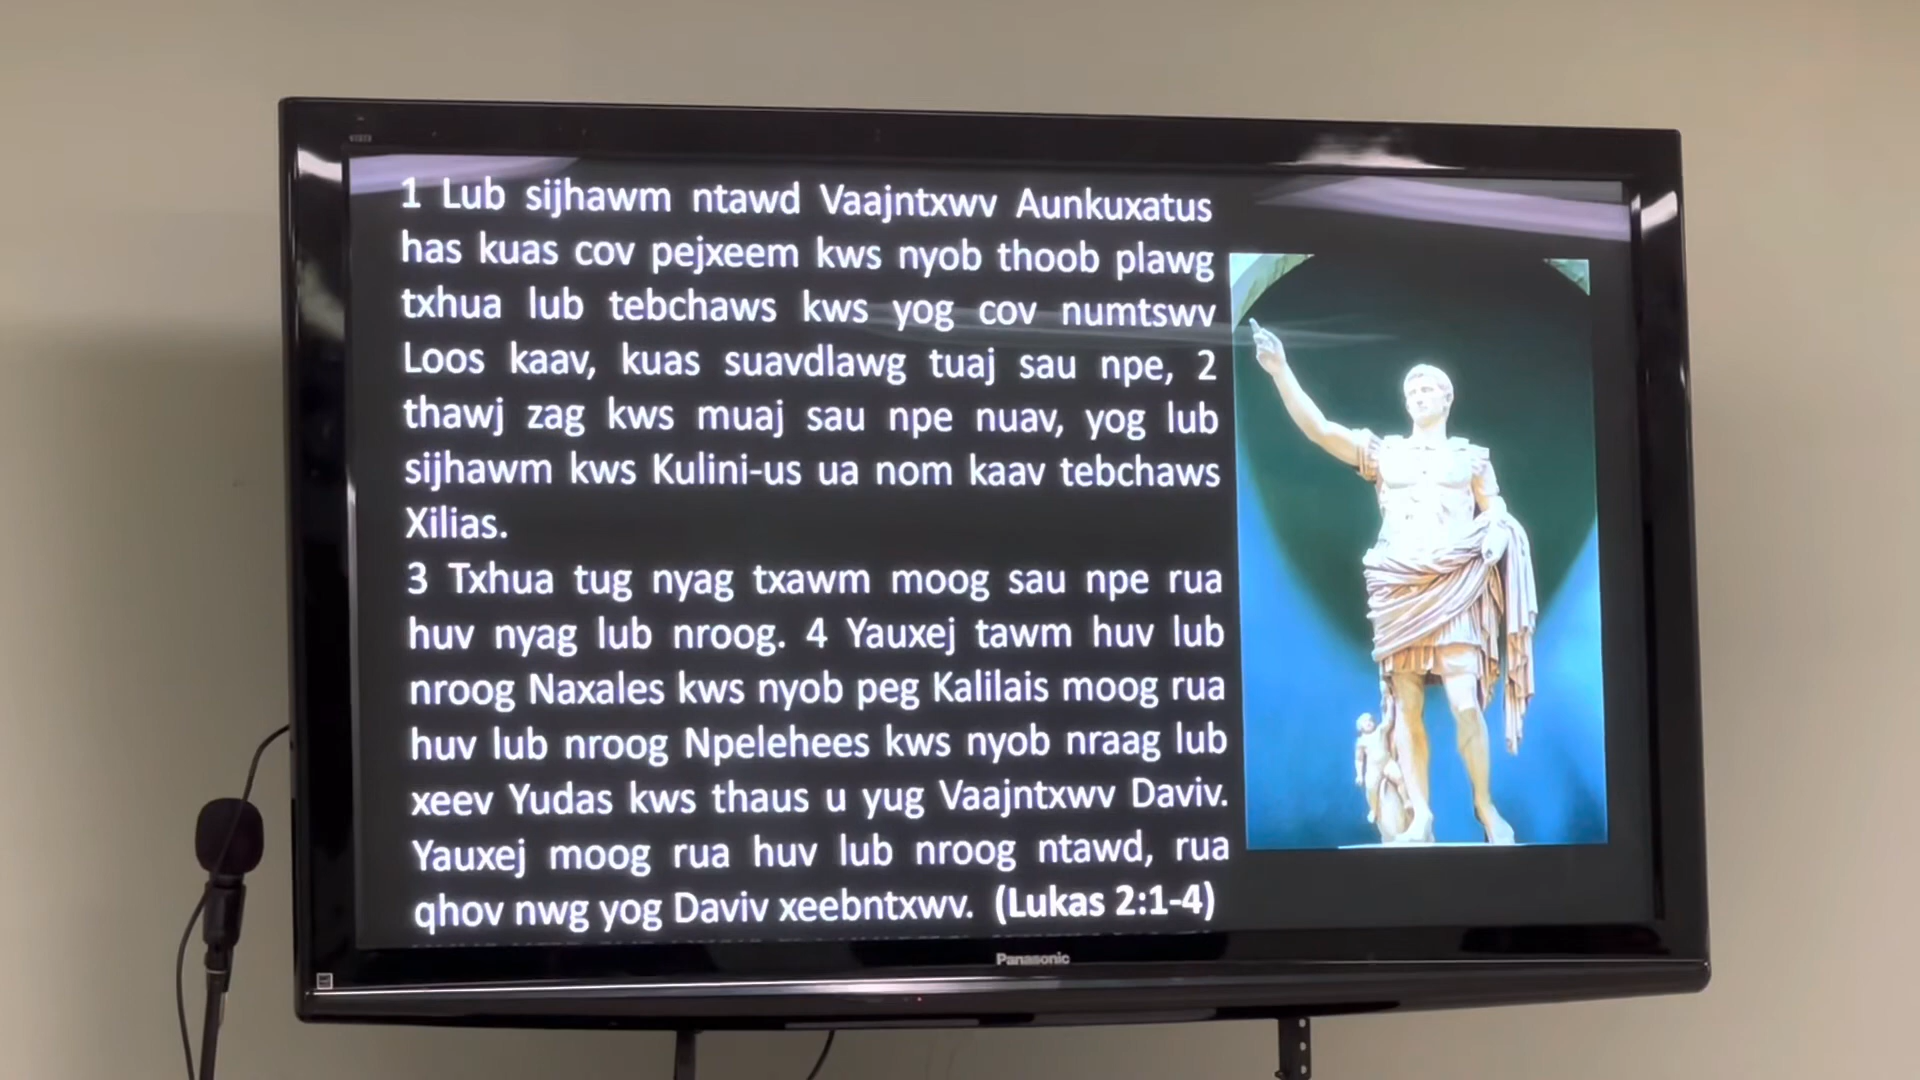 1 Lub sijhawm ntawd Vaajntxwv Aunkuxatus
has kuas cov pejxeem kws nyob thoob plawg
txhua lub tebchaws kws yog cov numtswv
Loos kaav, kuas suavdlawg tuaj sau npe, 2
thawj zag kws muaj sau npe nuav, yog lub
sijhawm kws Kulini-us ua nom kaav tebchaws
Xilias.
3 Txhua tug nyag txawm moog sau npe rua
huv nyag lub nroog. 4 Yauxej tawm huv lub
nroog Naxales kws nyob peg Kalilais moog rua
huv lub nroog Npelehees kws nyob nraag lub
xeev Yudas kws thaus u yug Vaajntxwv Daviv.
Yauxej moog rua huv lub nroog ntawd, rua
qhov nwg yog Daviv xeebntxwv. (Lukas 2:1-4)
Panasonic